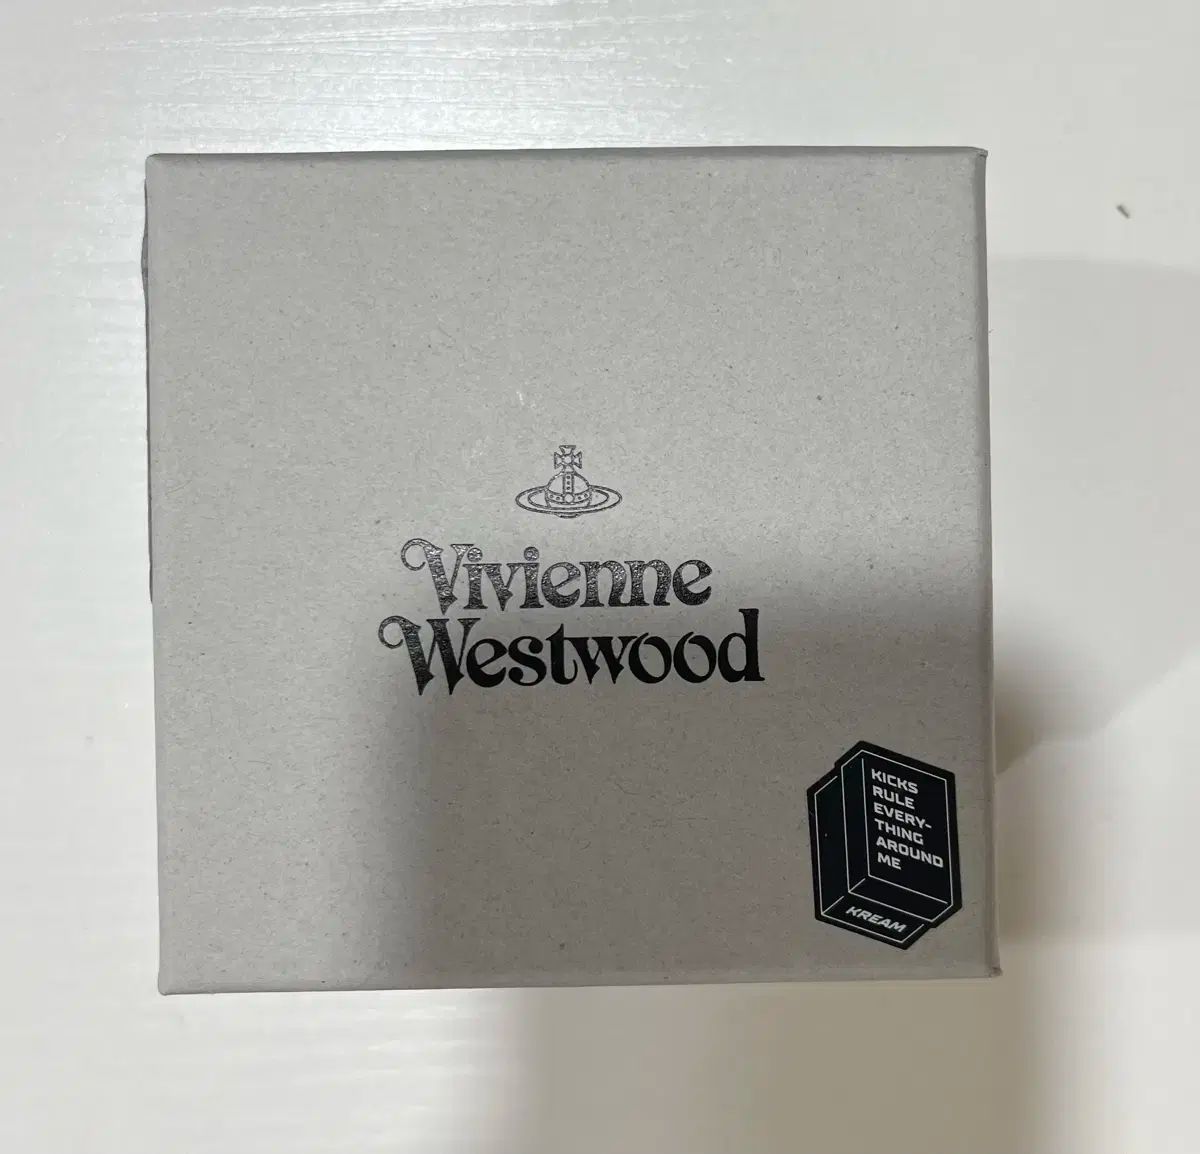 Vivienne
Westwood
KICKS
RULE
EVERY-
THING
AROUND
ME
KREAM